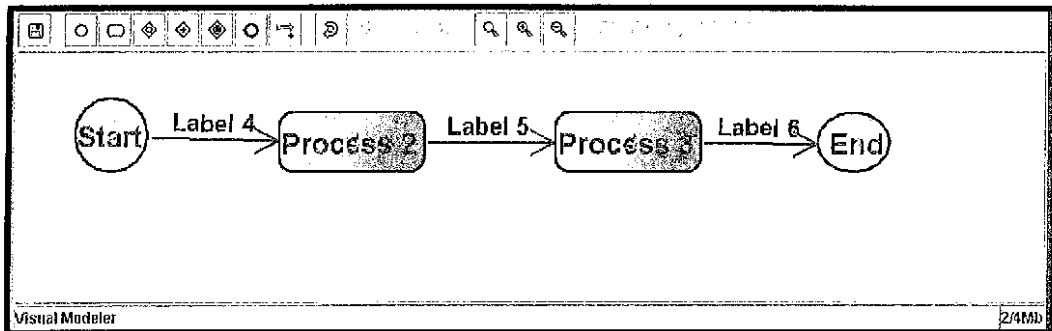 Start Label 4 Process 2 Label 5 Process 3 Label 6 End
Visual Modeler 2/4Mb